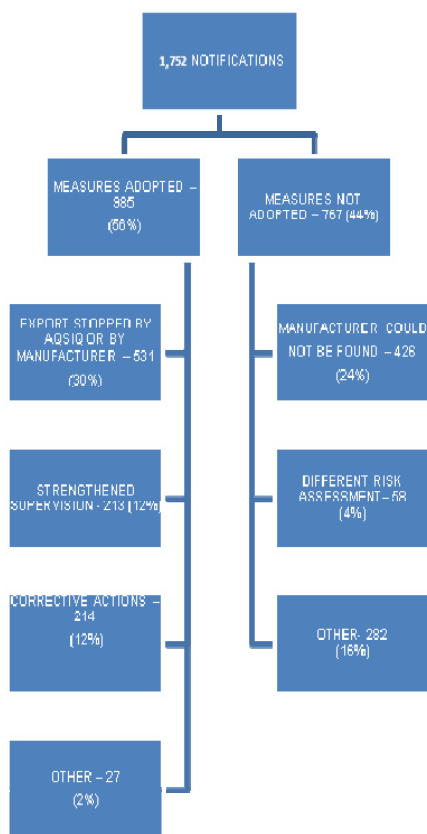 1,752 NOTIFICATIONS
MEASURES ADOPTED –
985
(56%)
MEASURES NOT
ADOPTED – 767 (44%)
EXPORT STOPPED BY
AQSIQ OR BY
MANUFACTURER – 531
(30%)
STRENGTHENED
SUPERVISION - 213 (12%)
CORRECTIVE ACTIONS –
214
(12%)
OTHER – 27
(2%)
MANUFACTURER COULD
NOT BE FOUND – 426
(24%)
DIFFERENT RISK
ASSESSMENT – 59
(4%)
OTHER- 282
(16%)